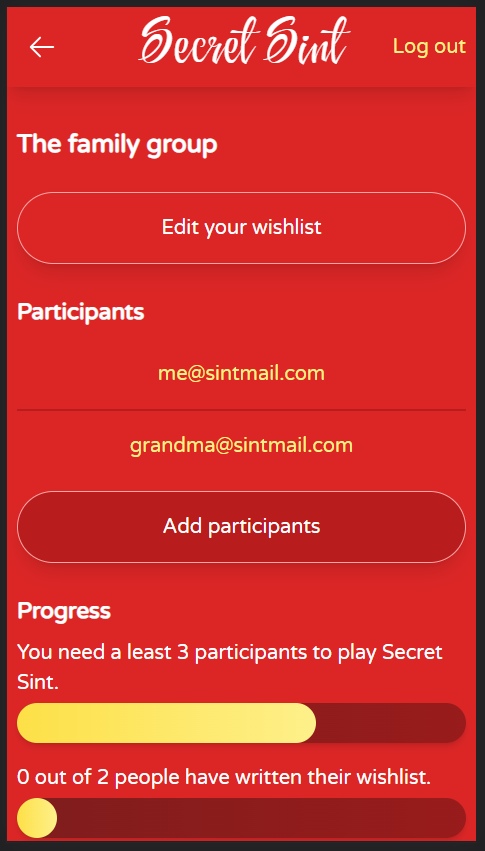 Secret Sint
Log out
The family group
Edit your wishlist
Participants
me@sintmail.com
grandma@sintmail.com
Add participants
Progress
You need a least 3 participants to play Secret
Sint.
0 out of 2 people have written their wishlist.